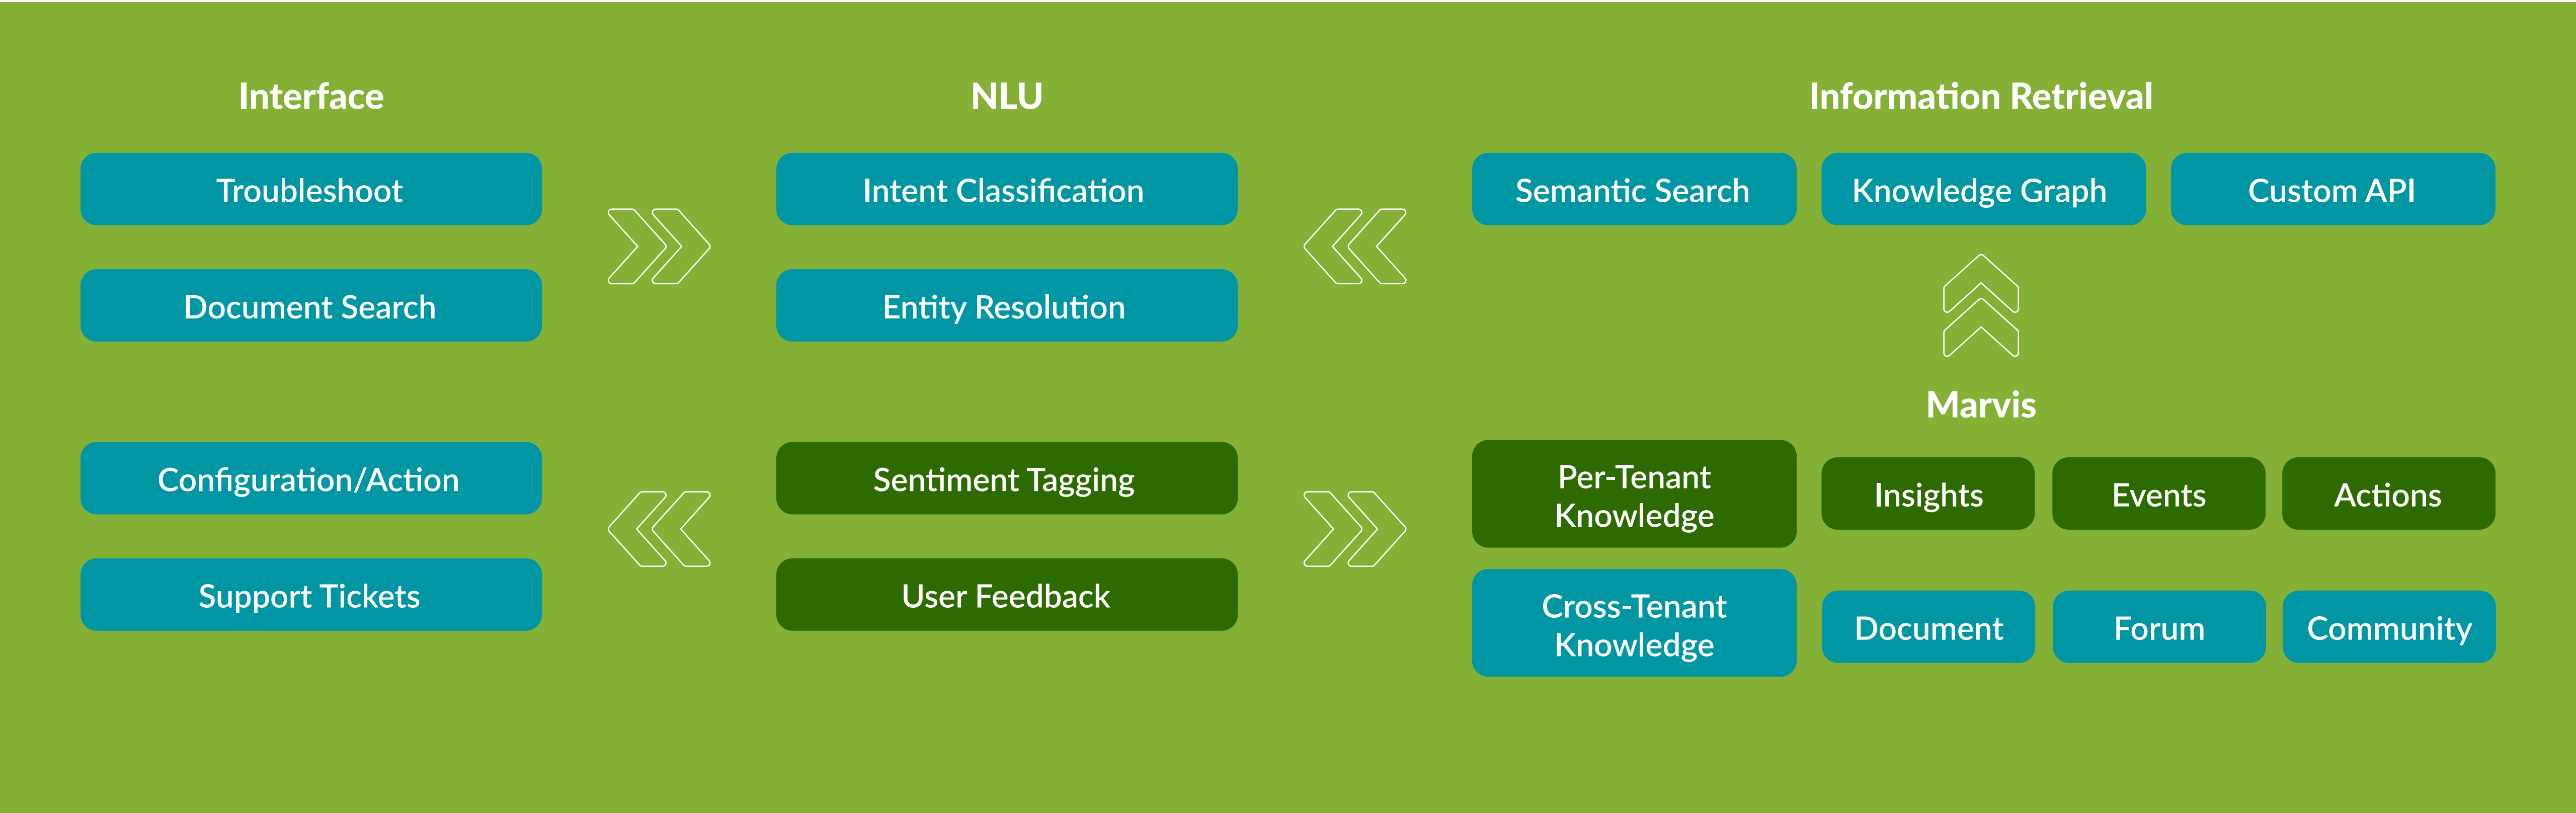 Interface
Troubleshoot
Document Search
Configuration/Action
Support Tickets
NLU
Intent Classification
Entity Resolution
Sentiment Tagging
User Feedback
Information Retrieval
Semantic Search
Knowledge Graph
Custom API
Marvis
Per-Tenant
Knowledge
Insights
Events
Actions
Cross-Tenant
Knowledge
Document
Forum
Community